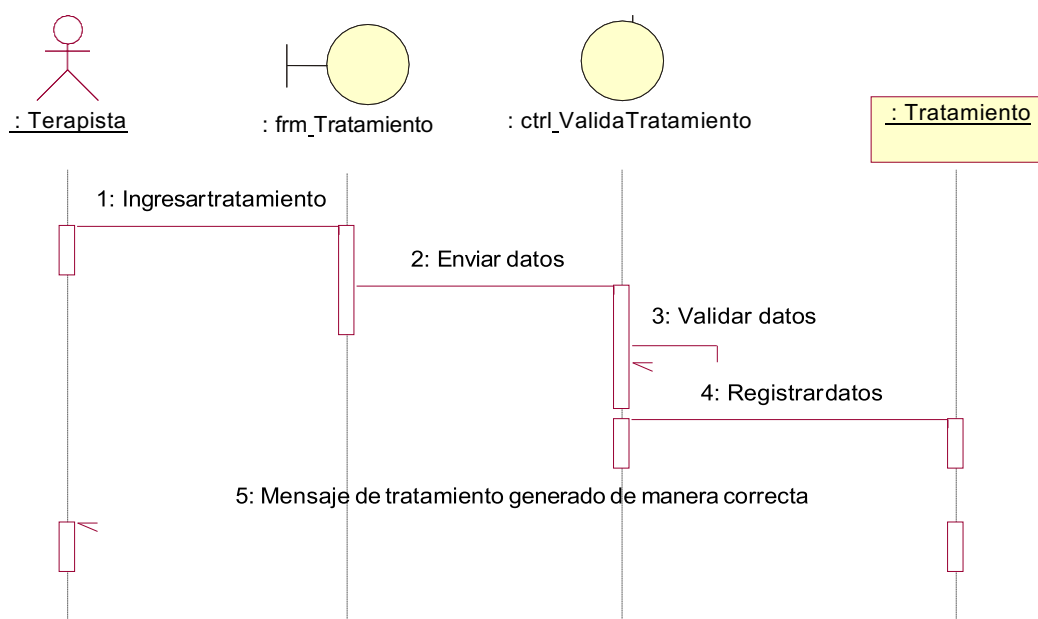 : Terapista
: frm_Tratamiento
: ctrl_ValidaTratamiento
: Tratamiento
1: Ingresartratamiento
2: Enviar datos
3: Validar datos
4: Registrardatos
5: Mensaje de tratamiento generado de manera correcta